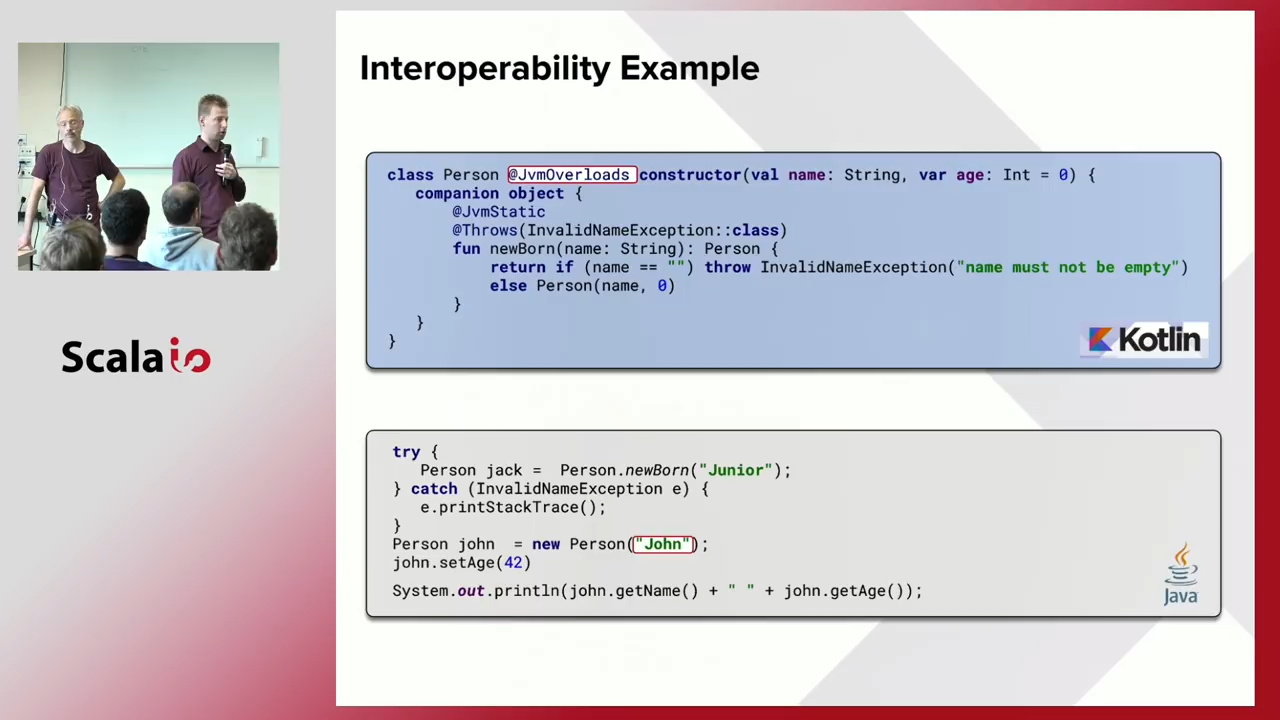 Interoperability Example
class Person @JvmOverloads constructor(val name: String, var age: Int = 0) {
companion object {
@JvmStatic
@Throws(InvalidNameException::class)
fun newBorn(name: String): Person {
return if (name == "") throw InvalidNameException("name must not be empty")
else Person(name, 0)
}
}
}
Kotlin
Scalaio
try {
Person jack =  Person.newBorn("Junior");
} catch (InvalidNameException e) {
e.printStackTrace();
}
Person john  = new Person("John");
john.setAge(42)
System.out.println(john.getName() + " " + john.getAge());
Java